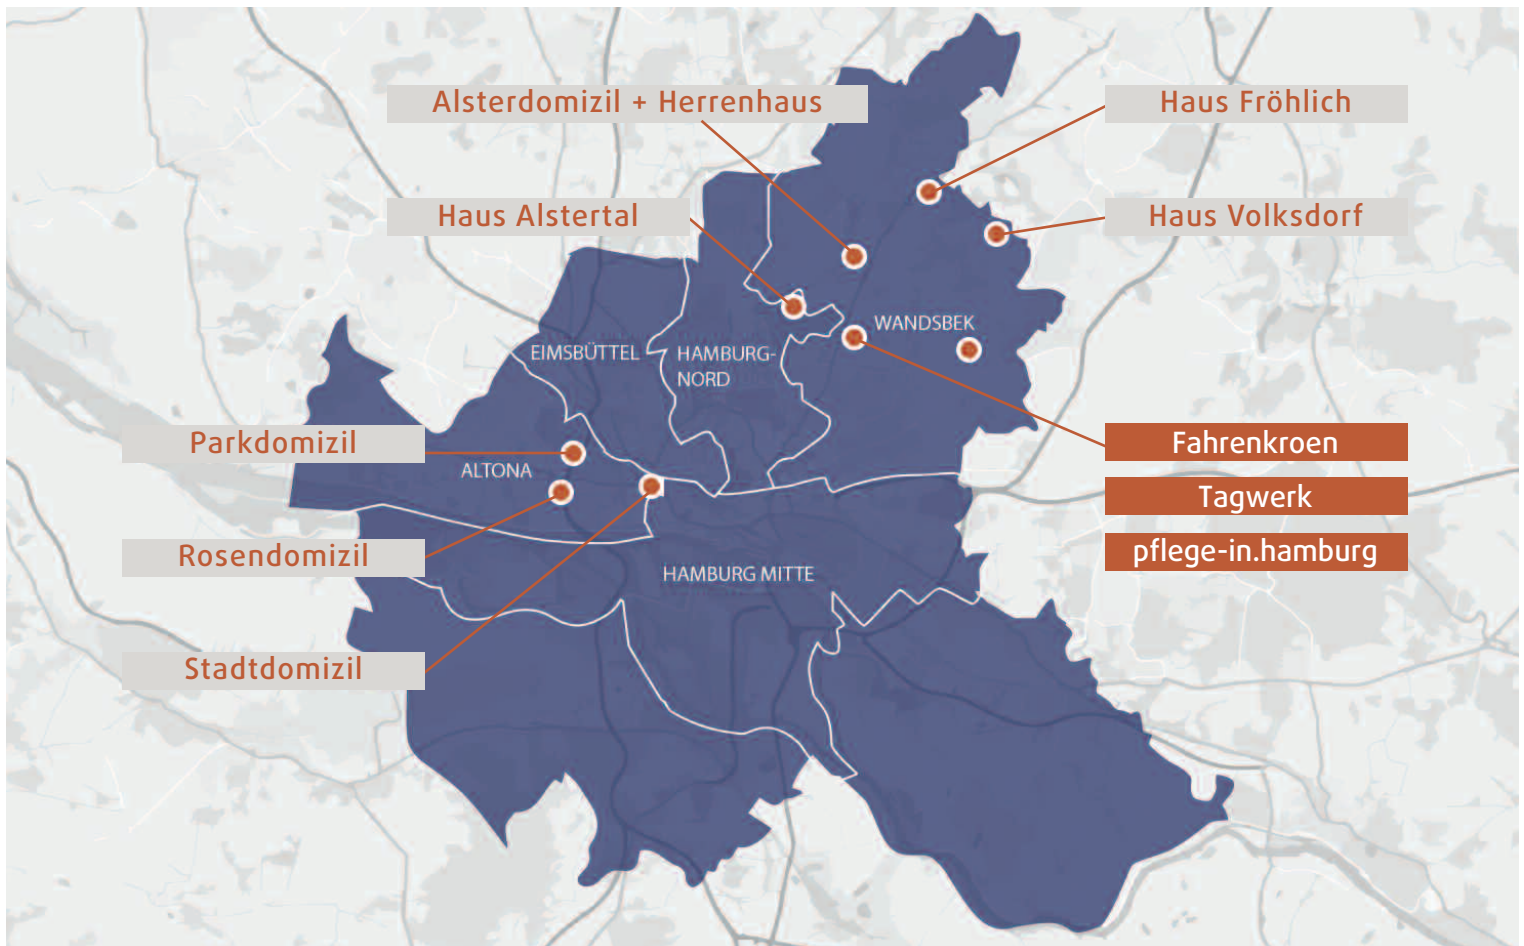 Alsterdomizil + Herrenhaus
Haus Fröhlich
Haus Alstertal
Haus Volksdorf
WANDSBEK
EIMSBÜTTEL
HAMBURG-
NORD
Parkdomizil
Fahrenkroen
ALTONA
Tagwerk
Rosendomizil
pflege-in.hamburg
HAMBURG MITTE
Stadtdomizil